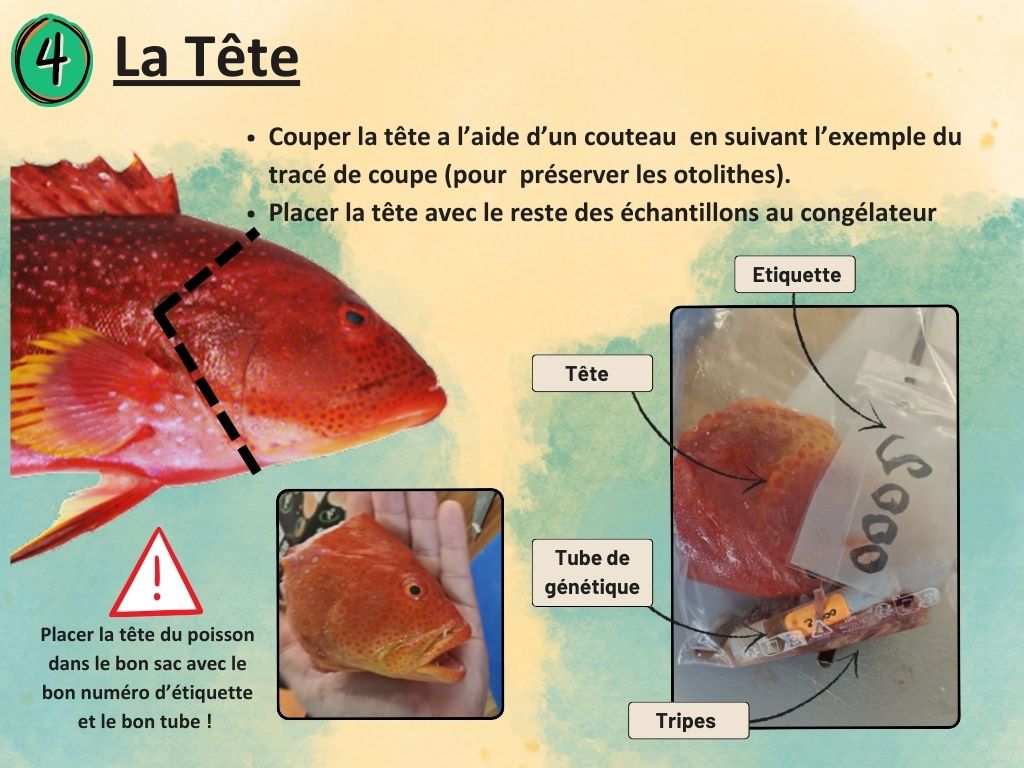 4
La Tête
• Couper la tête a l’aide d’un couteau en suivant l’exemple du
tracé de coupe (pour préserver les otolithes).
• Placer la tête avec le reste des échantillons au congélateur
Etiquette
Tête
Tube de
génétique
Tripes
Placer la tête du poisson
dans le bon sac avec le
bon numéro d’étiquette
et le bon tube !